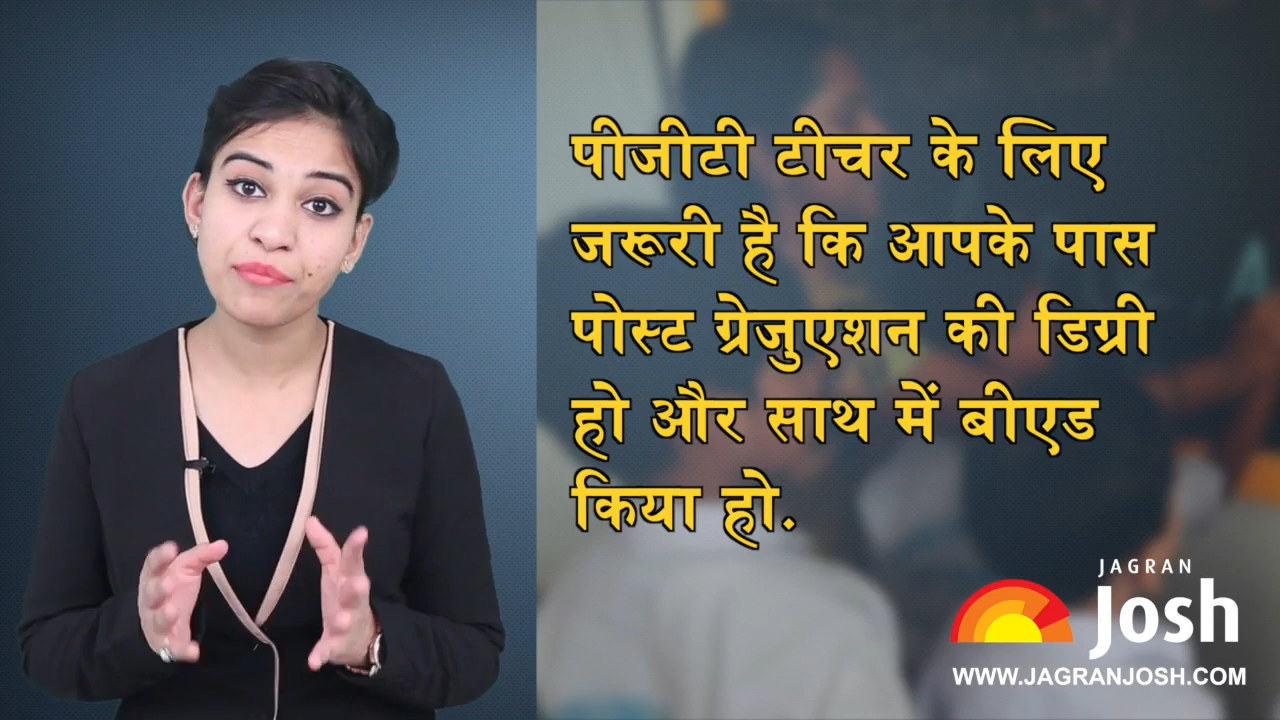 पीजीटी टीचर के लिए
जरूरी है कि आपके पास
पोस्ट ग्रेजुएशन की डिग्री
हो और साथ में बीएड
किया हो.
JAGRAN
Josh
WWW.JAGRANJOSH.COM